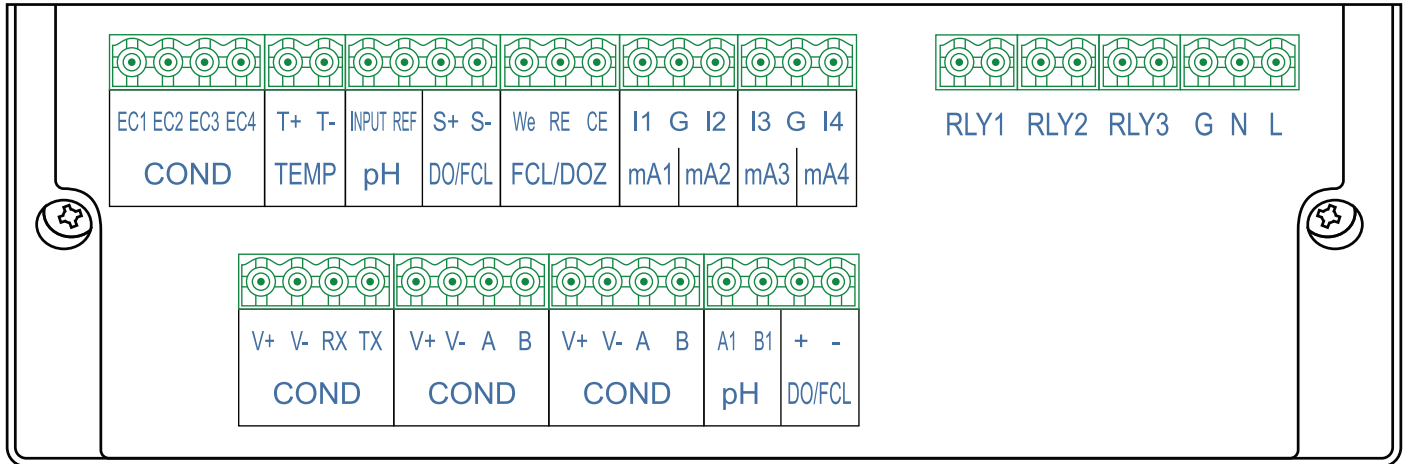 EC1 EC2 EC3 EC4 T+ T- INPUT REF S+ S- We RE CE I1 G I2 I3 G I4 RLY1 RLY2 RLY3 G N L
COND TEMP pH DO/FCL FCL/DOZ mA1 mA2 mA3 mA4
V+ V- RX TX V+ V- A B V+ V- A B A1 B1 + -
COND COND COND pH DO/FCL